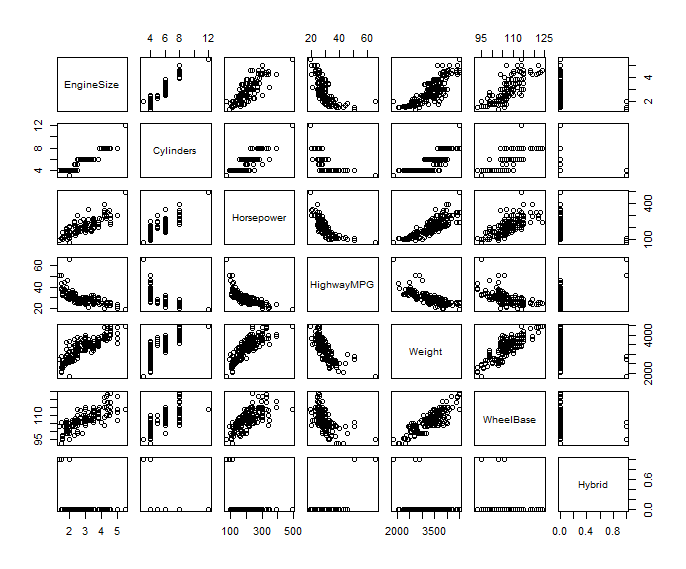 4 6 8 12 20 40 60 95 110 125
EngineSize 2 4
4 8 12 Cylinders
Horsepower 100 400
20 40 60 HighwayMPG
Weight 2000 4000
95 110 WheelBase
Hybrid 0.0 0.6
2 3 4 5 100 300 500 2000 3500 0.0 0.4 0.8